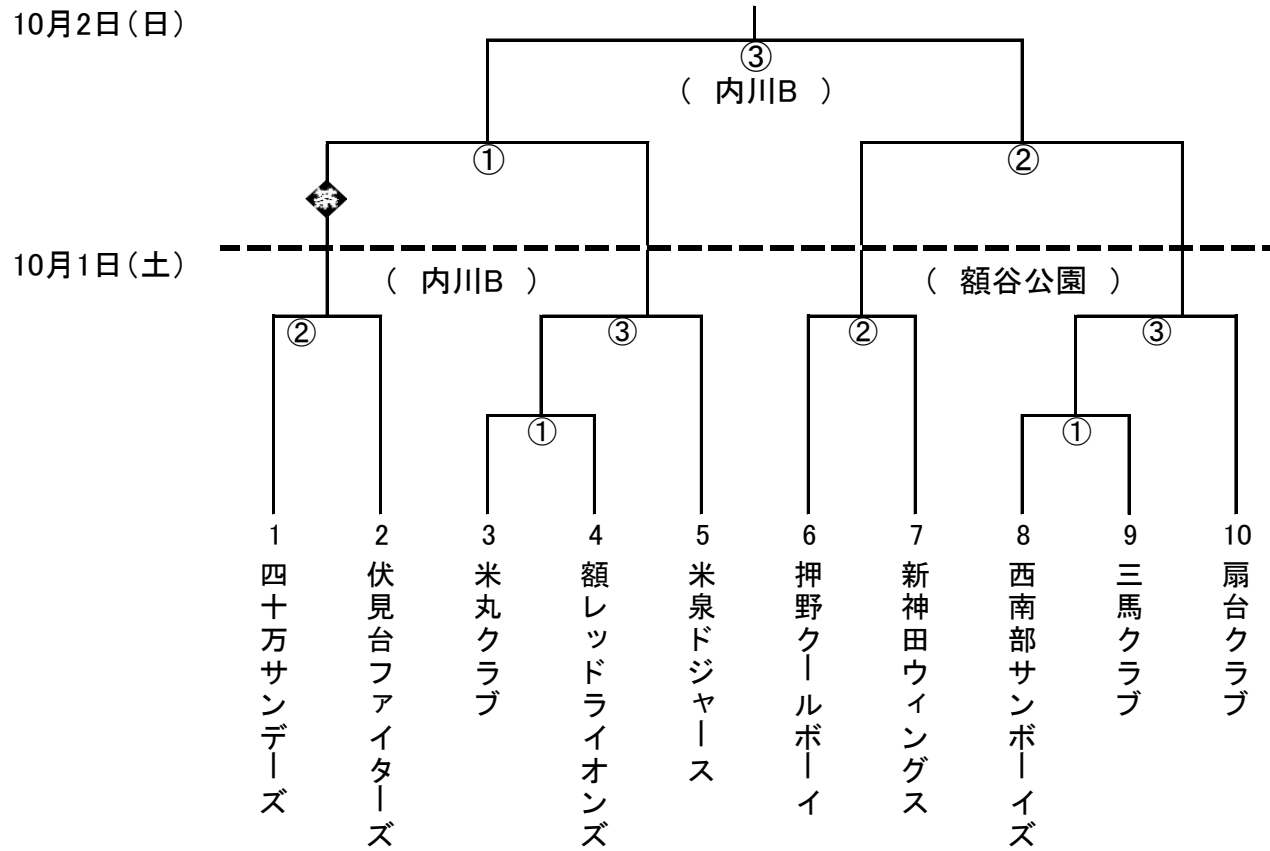 10月2日(日)
③
( 内川B )
①
②
茶
10月1日(土)
( 内川B )
( 額谷公園 )
②
③
②
③
①
①
1 四十万サンデーズ
2 伏見台ファイターズ
3 米丸クラブ
4 額レッドライオンズ
5 米泉ドジャース
6 押野クールボーイ
7 新神田ウィングス
8 西南部サンボーイズ
9 三馬クラブ
10 扇台クラブ